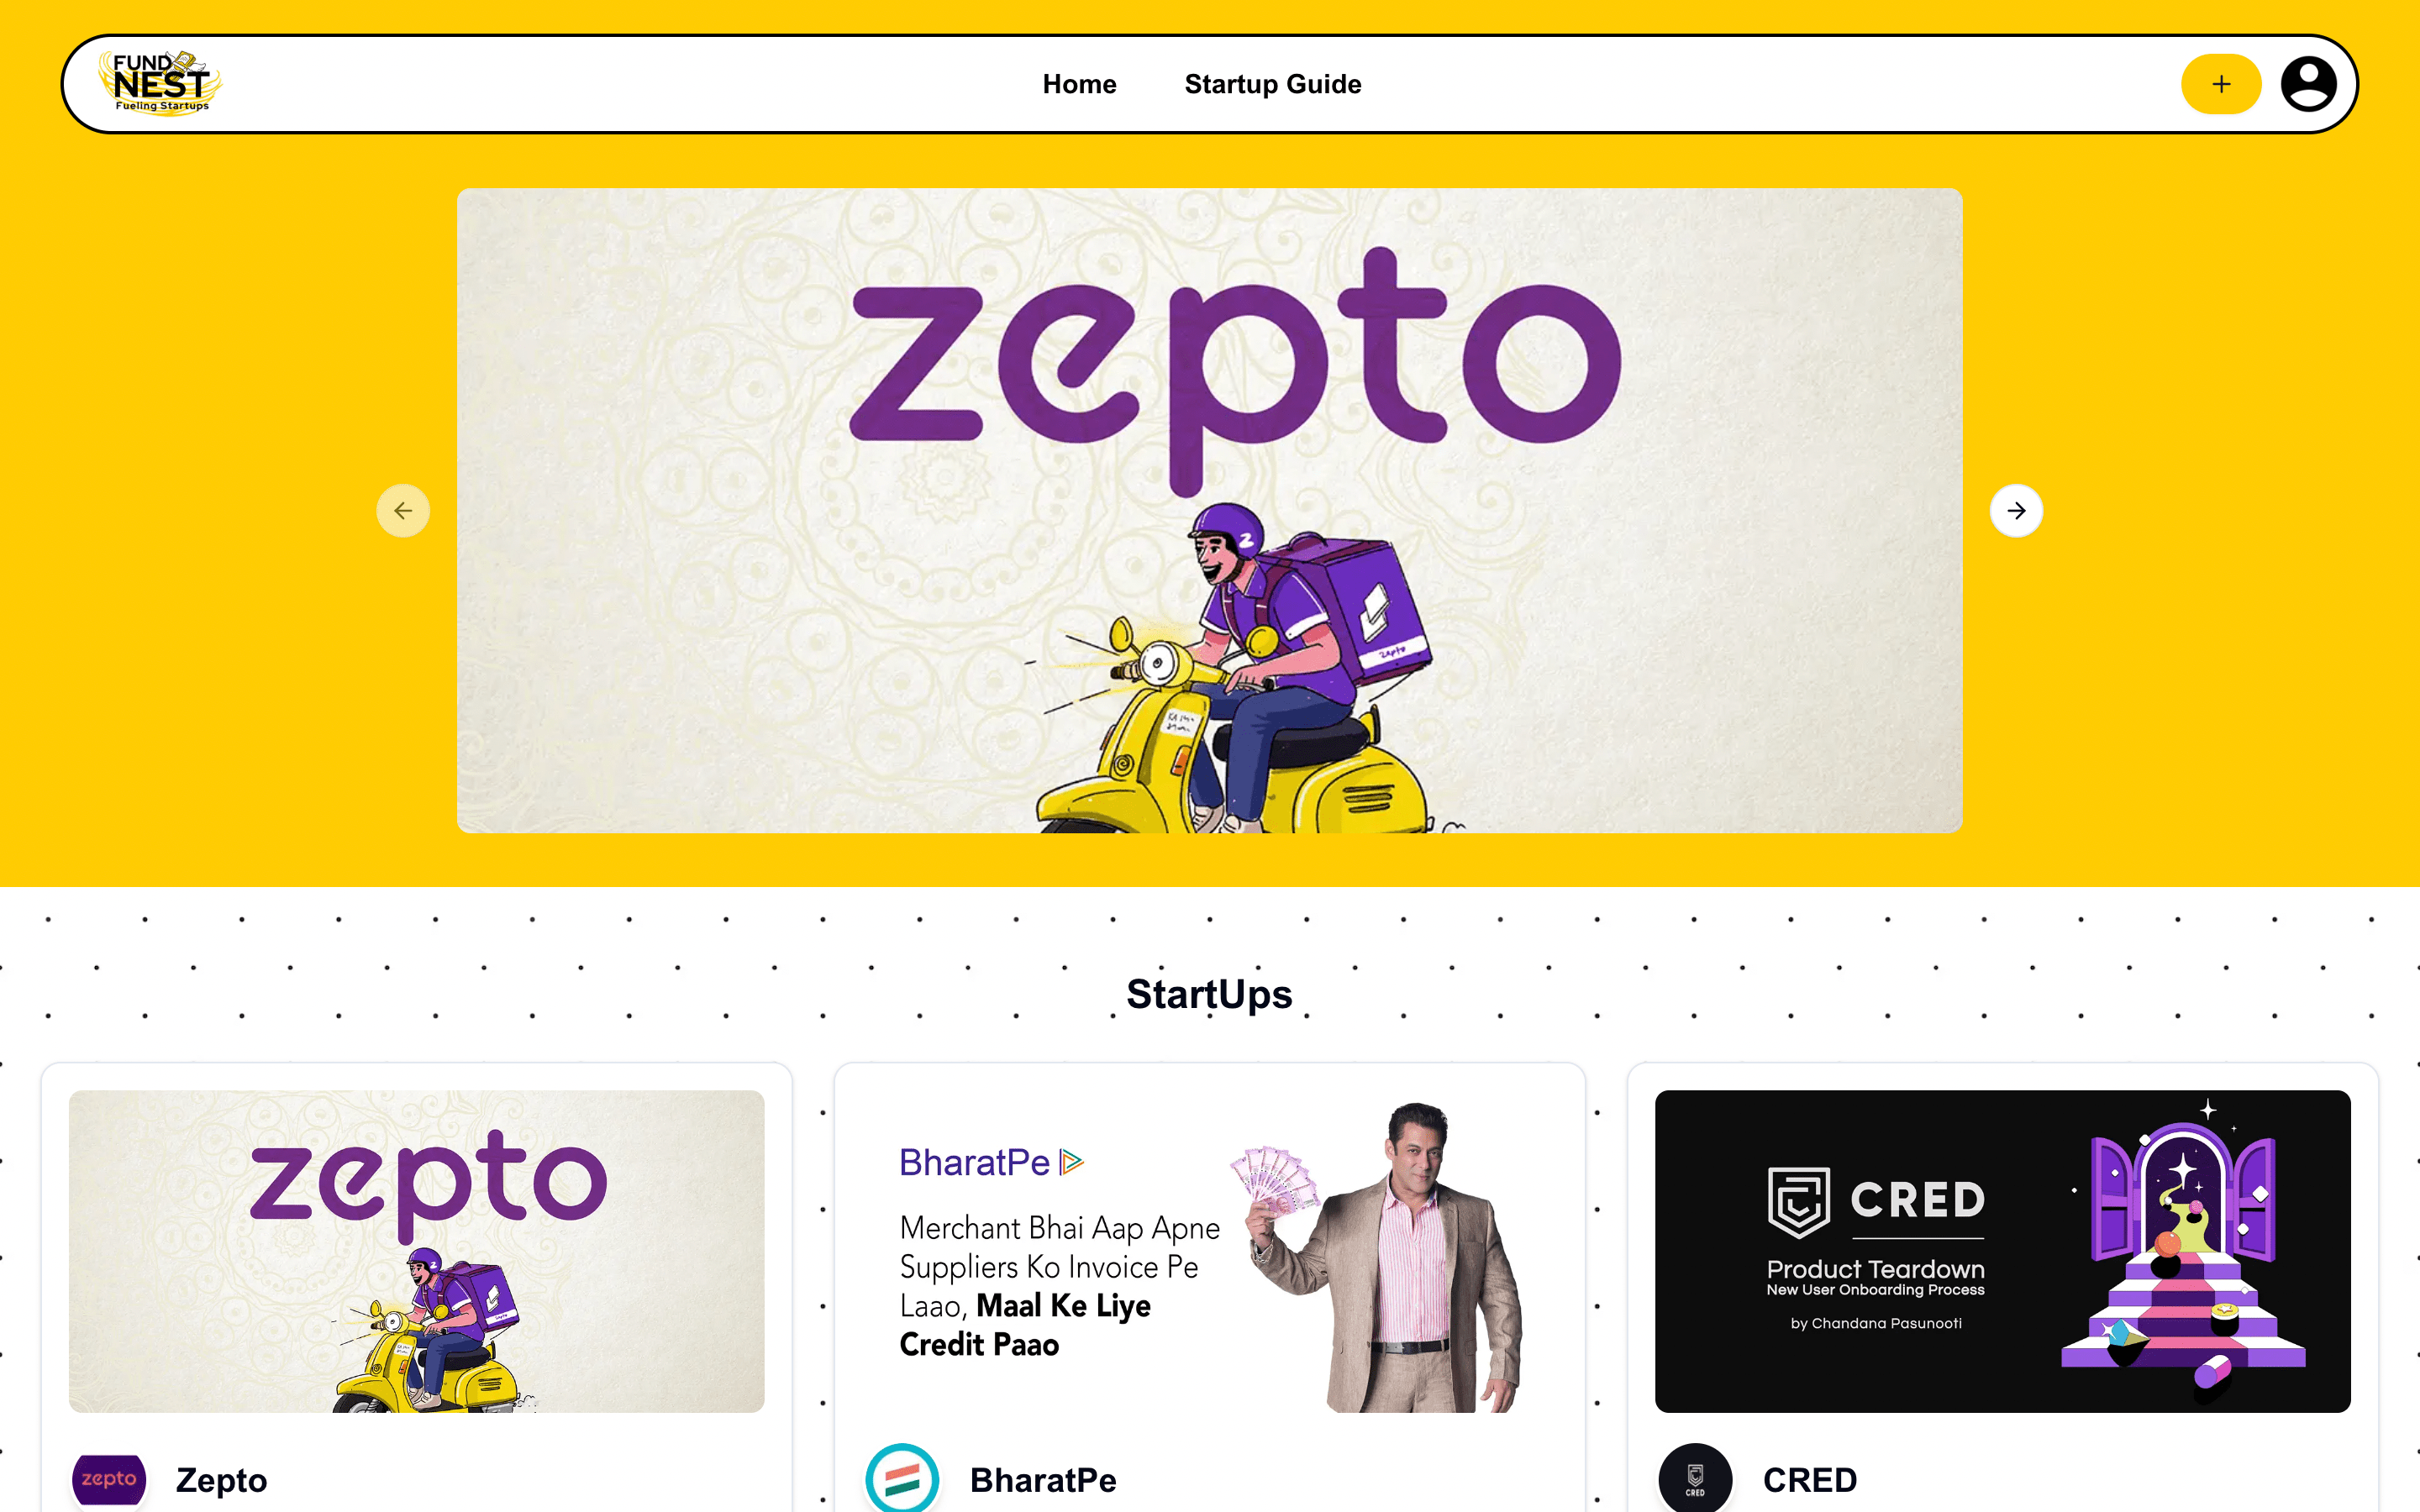 FUND
NEST
Fueling Startups
Home
Startup Guide
zepto
zepto
StartUps
zepto
BharatPe
Merchant Bhai Aap Apne
Suppliers Ko Invoice Pe
Laao, Maal Ke Liye
Credit Paao
CRED
Product Teardown
New User Onboarding Process
by Chandana Pasunooti
zepto
Zepto
BharatPe
CRED
CRED